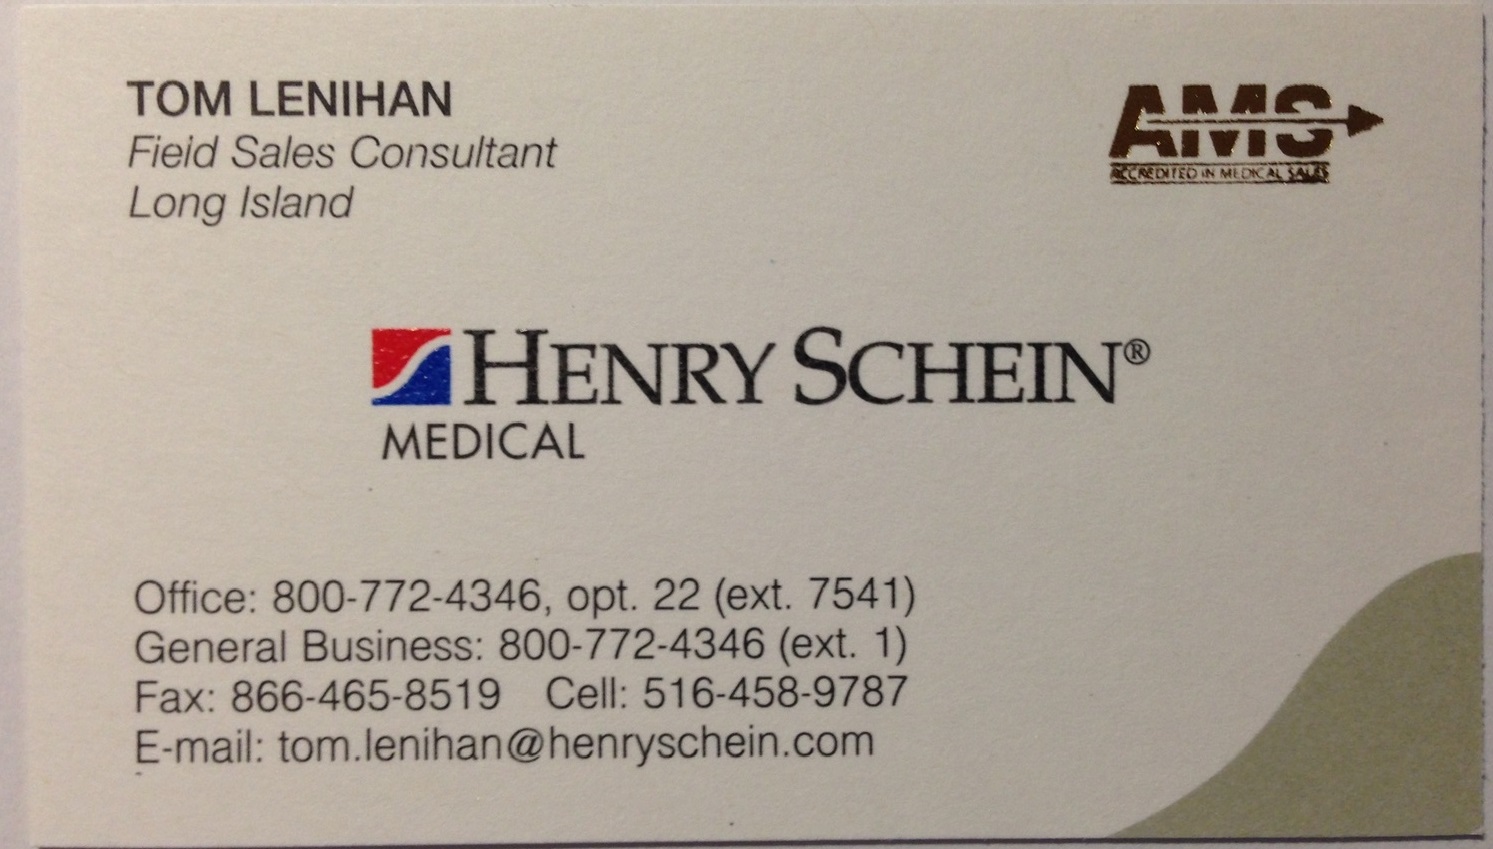 TOM LENIHAN
Fieid Sales Consultant
Long Island
AMS
ACCREDITED IN MEDICAL SALES
HENRY SCHEIN®
MEDICAL
Office: 800-772-4346, opt. 22 (ext. 7541)
General Business: 800-772-4346 (ext. 1)
Fax: 866-465-8519 Cell: 516-458-9787
E-mail: tom.lenihan@henryschein.com